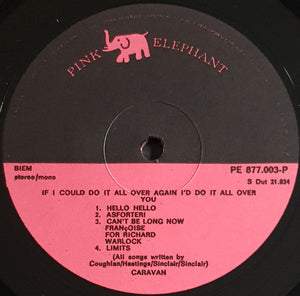 PINK ELEPHANT
BIEM
stereo/mono
PE 877.003-P
S Dut 21.834
IF I COULD DO IT ALL OVER AGAIN I'D DO IT ALL OVER
YOU
1. HELLO HELLO
2. ASFORTERI
3. CAN'T BE LONG NOW
FRANÇOISE
FOR RICHARD
WARLOCK
4. LIMITS
(All songs written by
Coughlan/Hastings/Sinclair/Sinclair)
CARAVAN